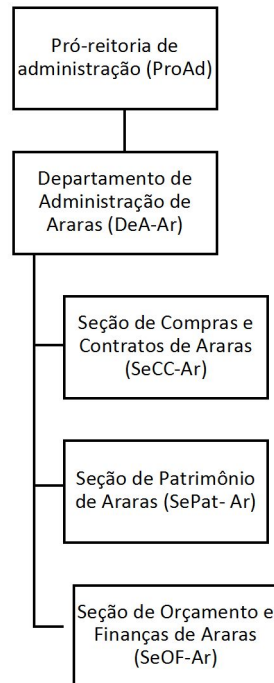 Pró-reitoria de
administração (ProAd)
Departamento de
Administração de
Araras (DeA-Ar)
Seção de Compras e
Contratos de Araras
(SeCC-Ar)
Seção de Patrimônio
de Araras (SePat- Ar)
Seção de Orçamento e
Finanças de Araras
(SeOF-Ar)